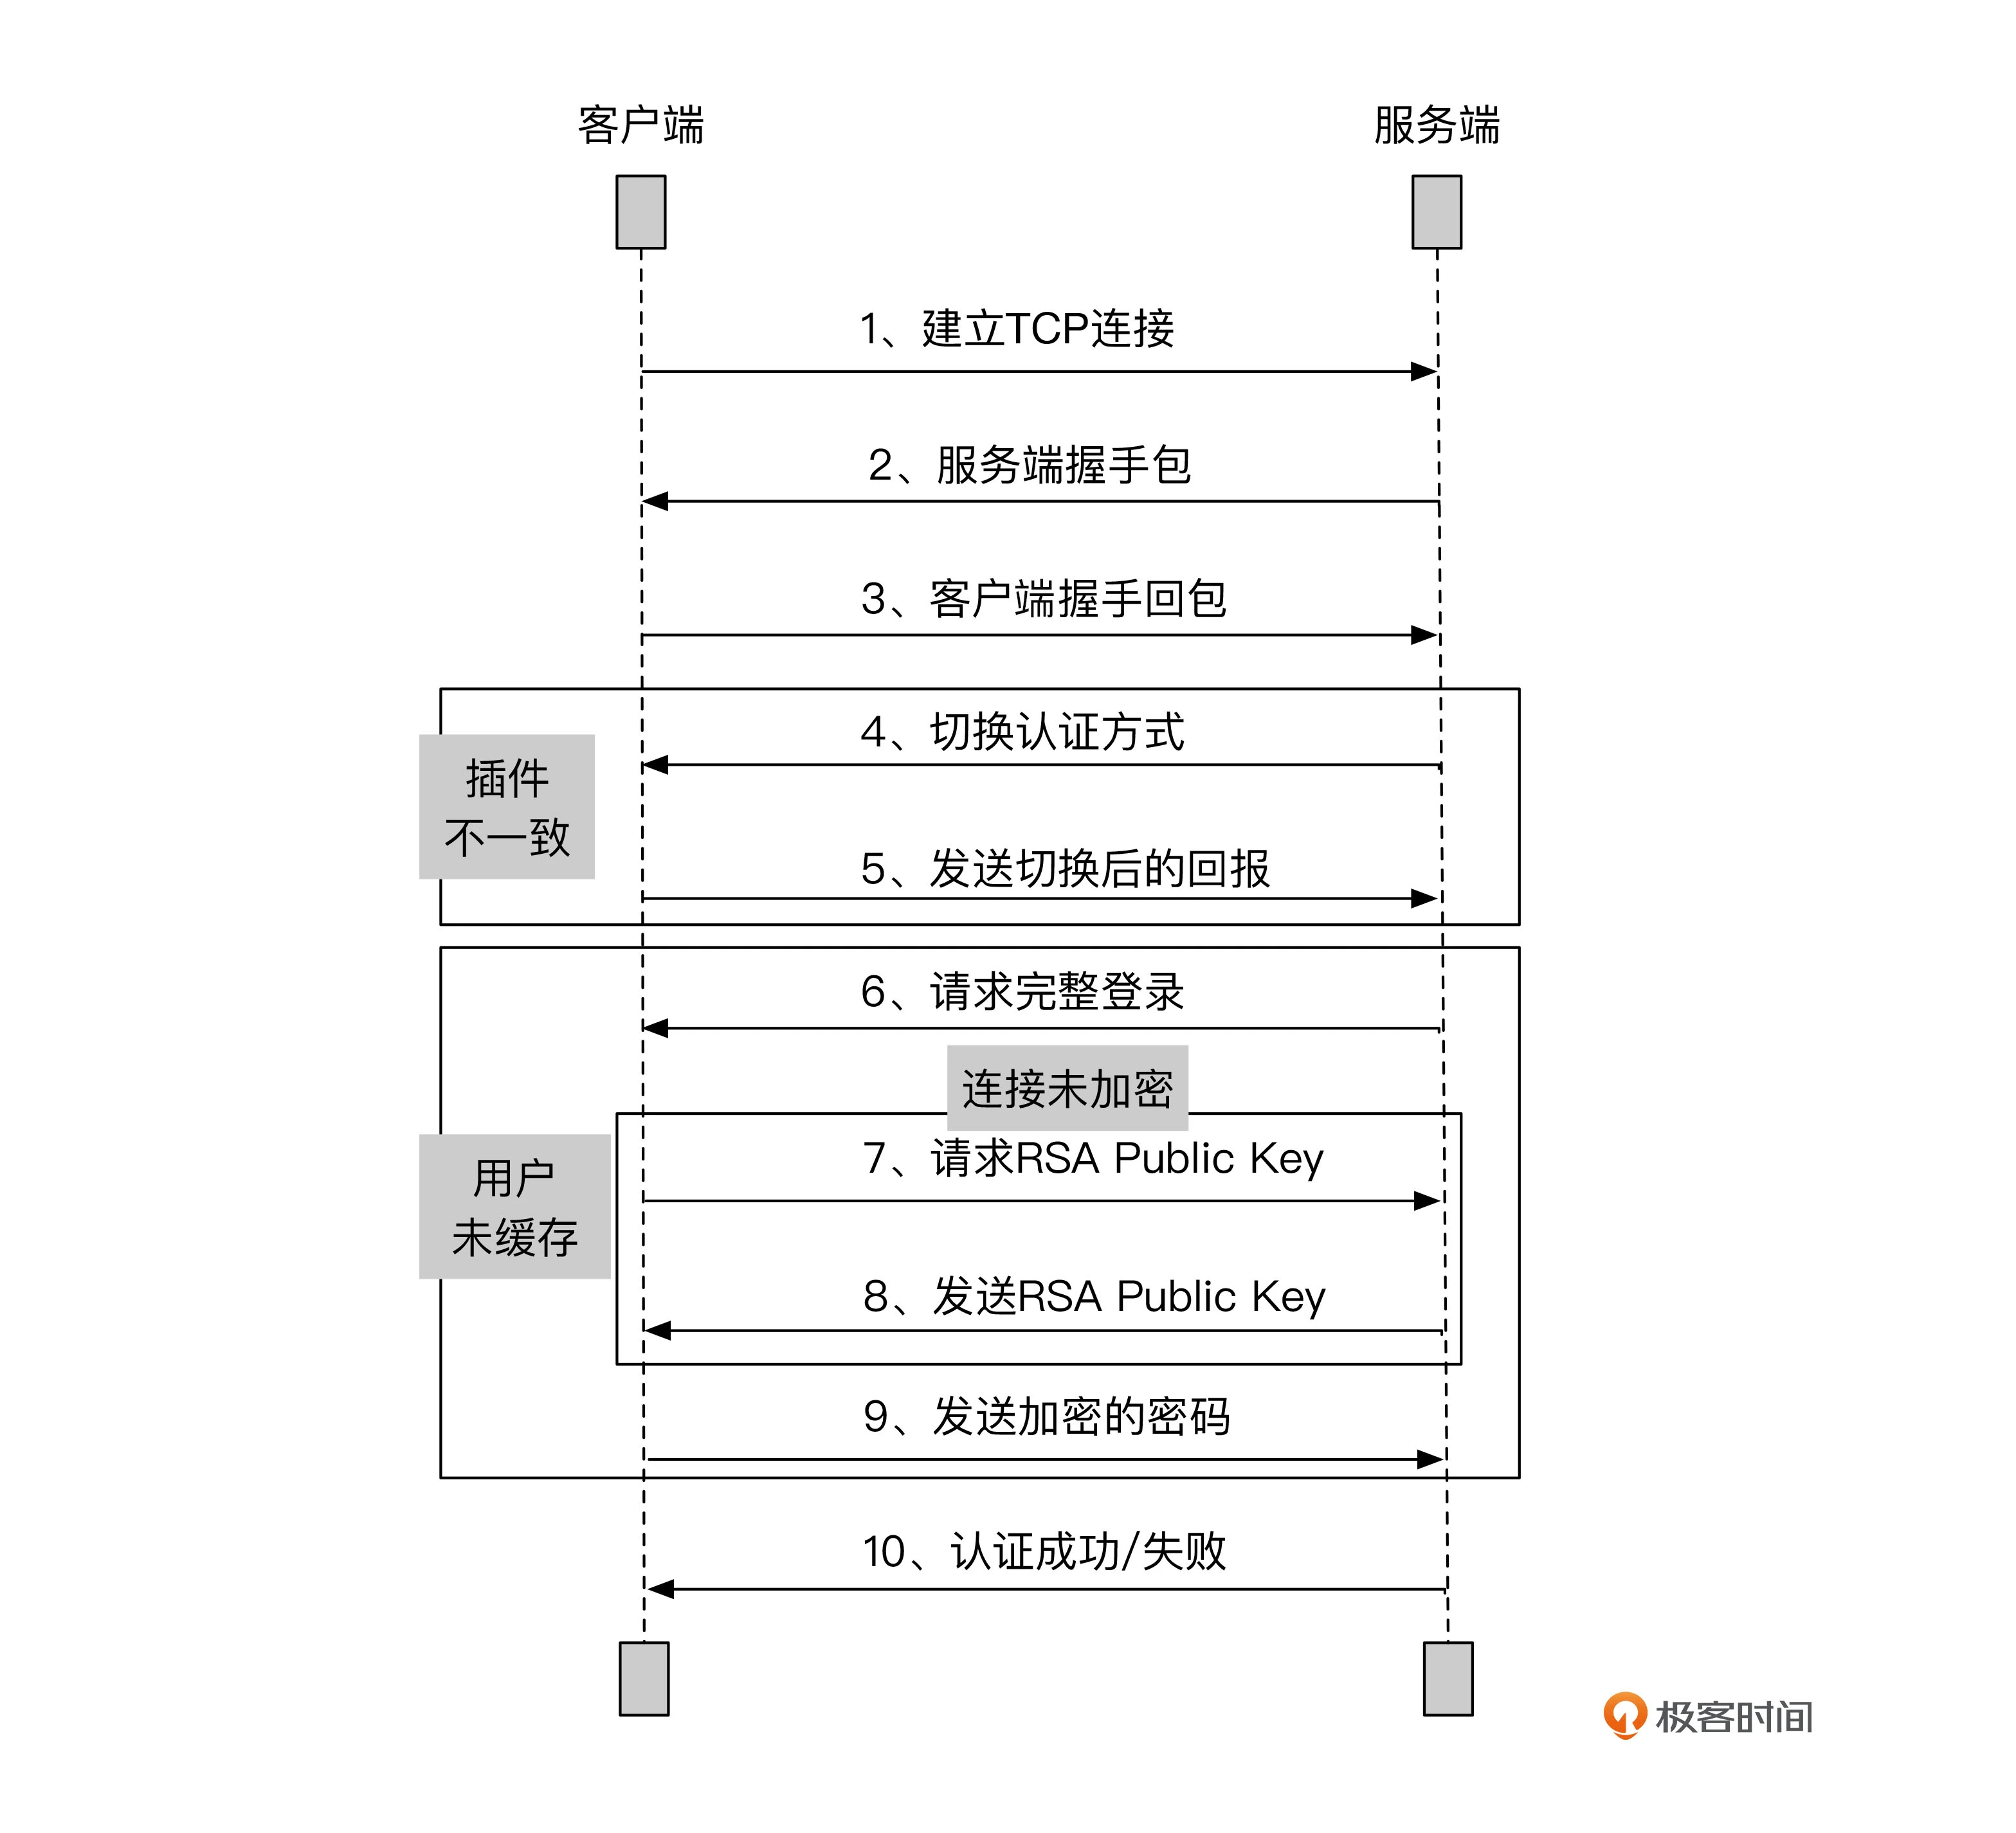 客户端
服务端
1、建立TCP连接
2、服务端握手包
3、客户端握手回包
4、切换认证方式
插件
不一致
5、发送切换后的回报
6、请求完整登录
连接未加密
7、请求RSA Public Key
用户
未缓存
8、发送RSA Public Key
9、发送加密的密码
10、认证成功/失败
极客时间